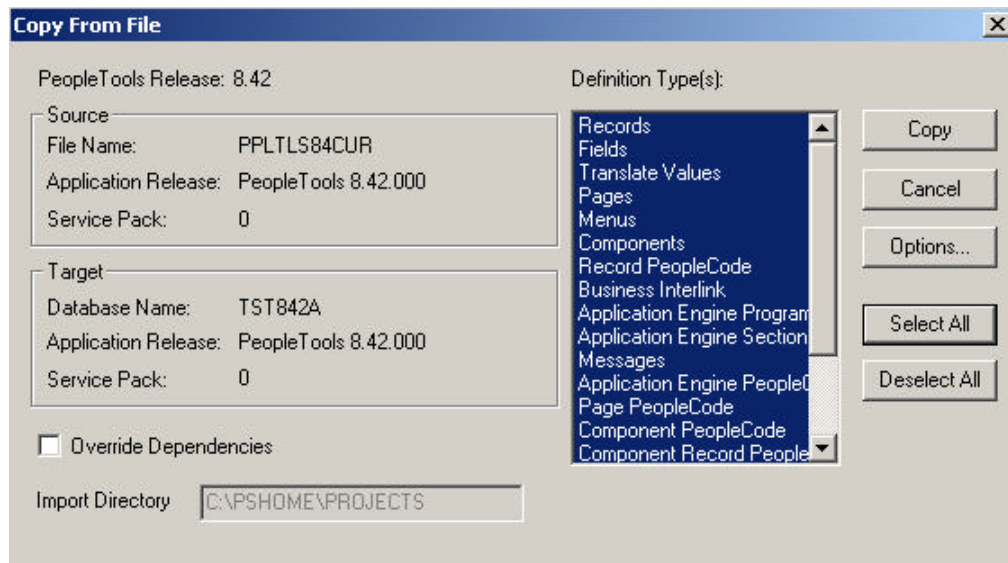 Copy From File
PeopleTools Release: 8.42
Source
File Name: PPLTLS84CUR
Application Release: PeopleTools 8.42.000
Service Pack: 0
Target
Database Name: TST842A
Application Release: PeopleTools 8.42.000
Service Pack: 0
Override Dependencies
Import Directory C:\PSHOME\PROJECTS
Definition Type(s):
Records
Fields
Translate Values
Pages
Menus
Components
Record PeopleCode
Business Interlink
Application Engine Program
Application Engine Section
Messages
Application Engine PeopleC
Page PeopleCode
Component PeopleCode
Component Record People
Copy
Cancel
Options...
Select All
Deselect All